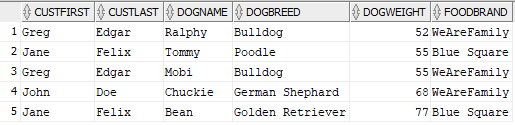 CUSTFIRST CUSTLAST DOGNAME DOGBREED DOGWEIGHT FOODBRAND
1 Greg Edgar Ralphy Bulldog 52 WeAreFamily
2 Jane Felix Tommy Poodle 55 Blue Square
3 Greg Edgar Mobi Bulldog 55 WeAreFamily
4 John Doe Chuckie German Shephard 68 WeAreFamily
5 Jane Felix Bean Golden Retriever 77 Blue Square